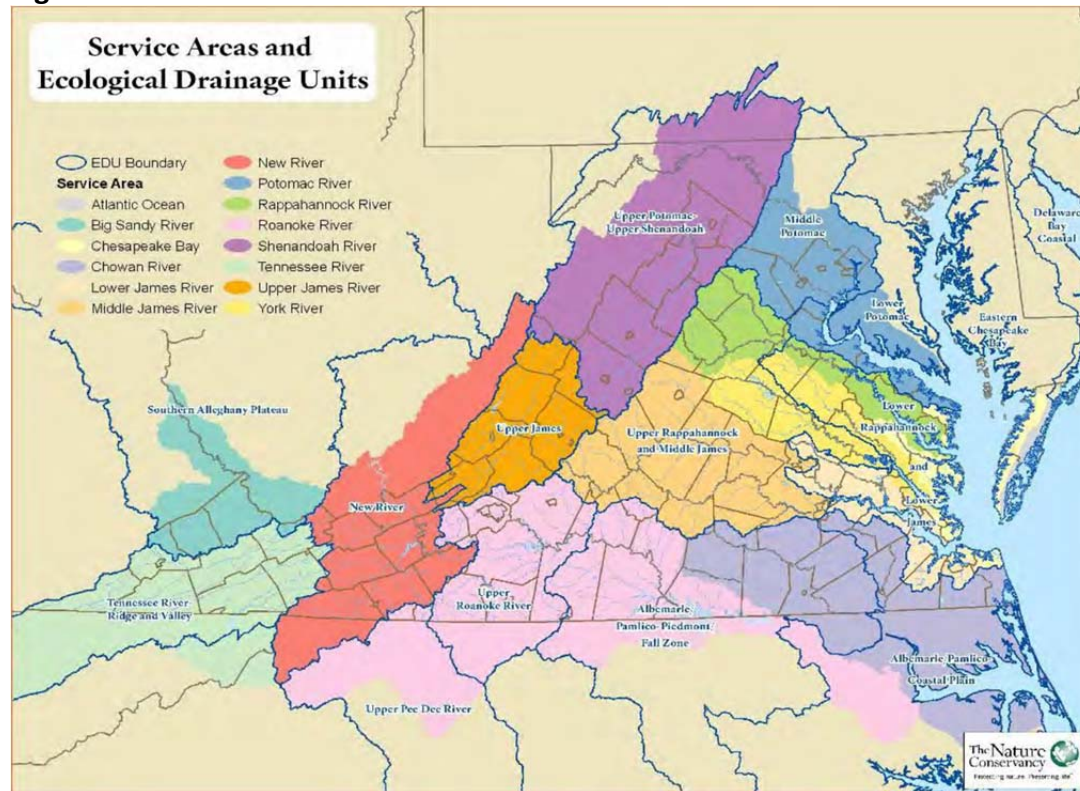 Service Areas and
Ecological Drainage Units
EDU Boundary
Service Area
Atlantic Ocean
Big Sandy River
Chesapeake Bay
Chowan River
Lower James River
Middle James River
New River
Potomac River
Rappahannock River
Roanoke River
Shenandoah River
Tennessee River
Upper James River
York River
Upper Potomac-
Upper Shenandoah
Middle
Potomac
Delaware
Bay
Coastal
Lower
Potomac
Eastern
Chesapeake
Bay
Southern Alleghany Plateau
Upper James
Upper Rappahannock
and Middle James
Lower
Rappahannock
and
Lower
James
New River
Tennessee River
Ridge and Valley
Upper
Roanoke River
Albemarle
Pamlico-Piedmont
Fall Zone
Albemarle-Pamlico
Coastal Plain
Upper Pee Dee River
The Nature
Conservancy
Protecting nature. Preserving life.